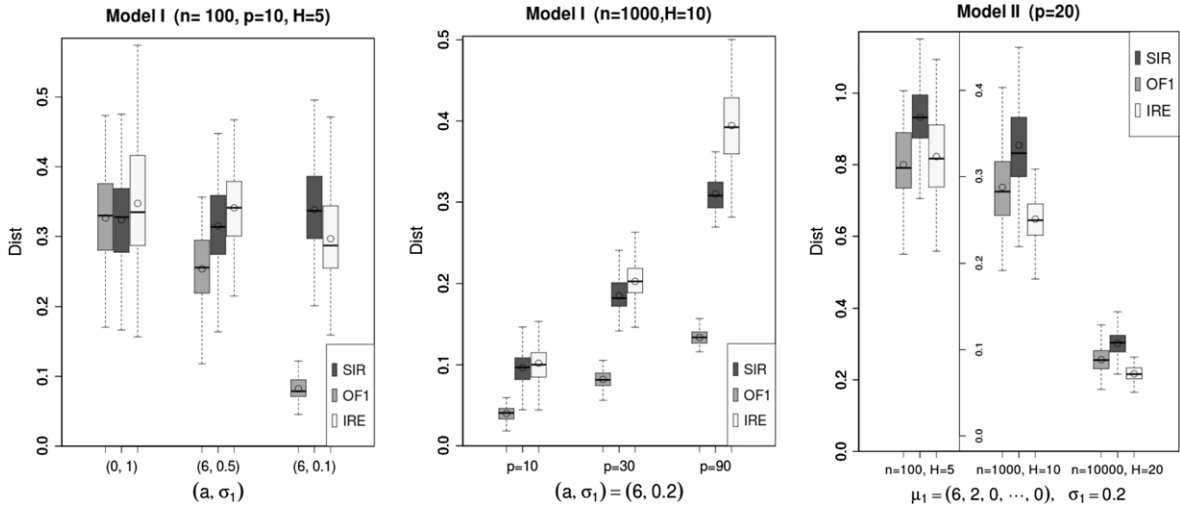 Model I (n= 100, p=10, H=5)
Dist
0.5
0.4
0.3
0.2
0.1
0.0
SIR
OF1
IRE
(0, 1)
(6, 0.5)
(6, 0.1)
(a, σ₁)
Model I (n=1000,H=10)
Dist
0.5
0.4
0.3
0.2
0.1
0.0
SIR
OF1
IRE
p=10
p=30
p=90
(a, σ₁) = (6, 0.2)
Model II (p=20)
Dist
1.0
0.8
0.6
0.4
0.2
0.0
0.4
0.3
0.2
0.1
0.0
SIR
OF1
IRE
n=100, H=5
n=1000, H=10
n=10000, H=20
μ₁ = (6, 2, 0, ⋯, 0), σ₁ = 0.2